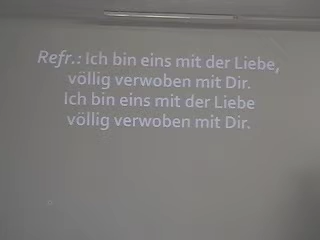 Refr.: Ich bin eins mit der Liebe,
völlig verwoben mit Dir.
Ich bin eins mit der Liebe
völlig verwoben mit Dir.